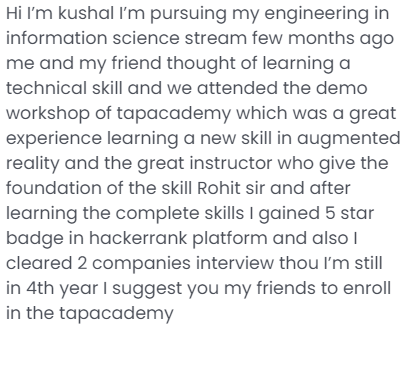 Hi I’m kushal I’m pursuing my engineering in
information science stream few months ago
me and my friend thought of learning a
technical skill and we attended the demo
workshop of tapacademy which was a great
experience learning a new skill in augmented
reality and the great instructor who give the
foundation of the skill Rohit sir and after
learning the complete skills I gained 5 star
badge in hackerrank platform and also I
cleared 2 companies interview thou I’m still
in 4th year I suggest you my friends to enroll
in the tapacademy